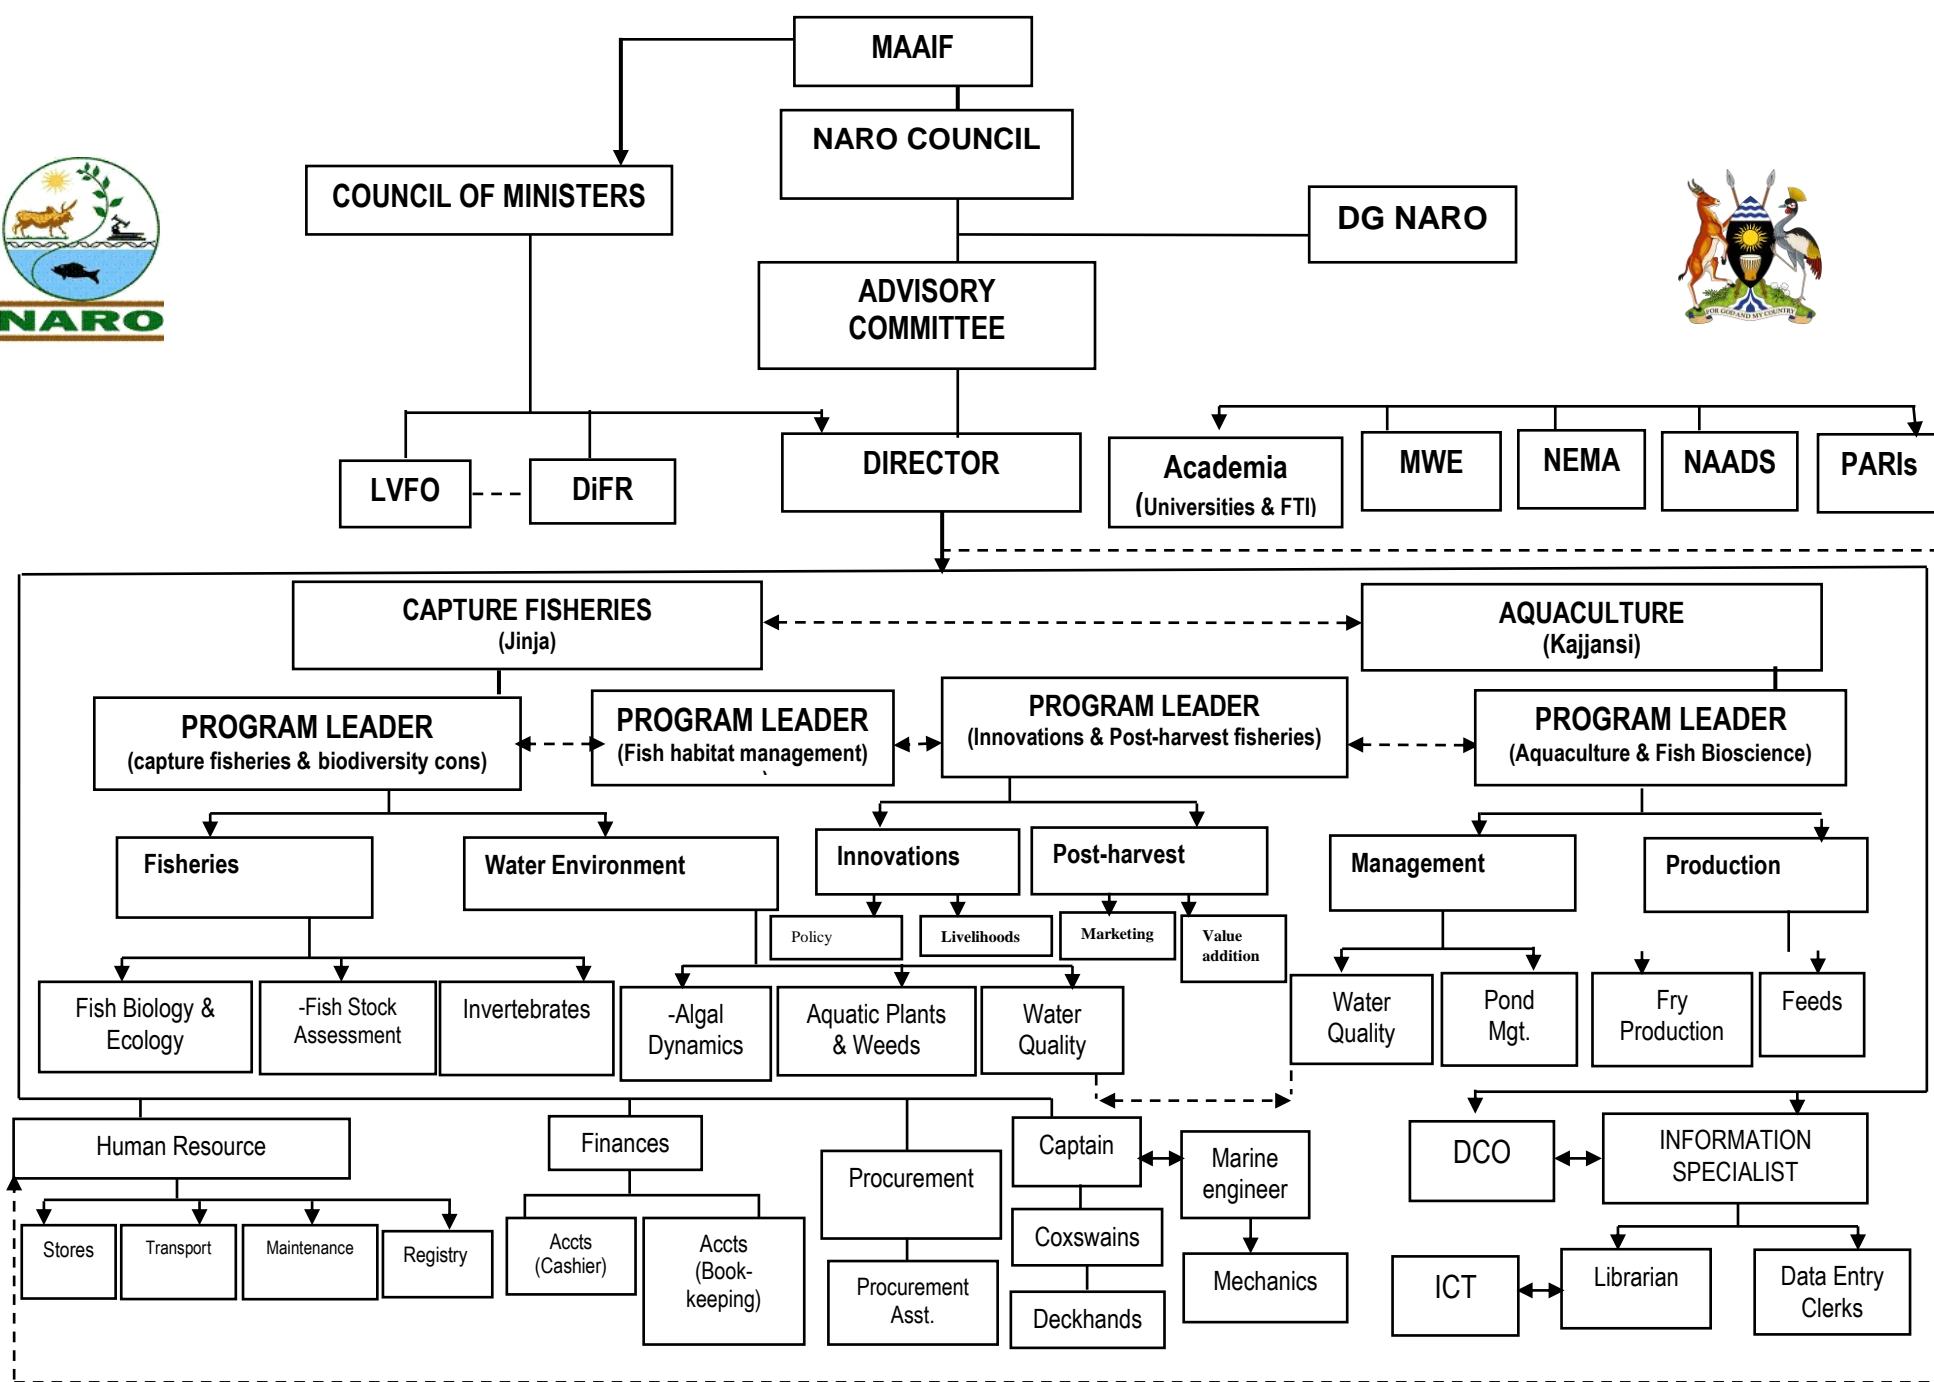 MAAIF
NARO COUNCIL
COUNCIL OF MINISTERS
DG NARO
NARO
FOR GOD AND MY COUNTRY
ADVISORY
COMMITTEE
LVFO
DiFR
DIRECTOR
Academia
(Universities & FTI)
MWE
NEMA
NAADS
PARIs
CAPTURE FISHERIES
(Jinja)
AQUACULTURE
(Kajjansi)
PROGRAM LEADER
(capture fisheries & biodiversity cons)
PROGRAM LEADER
(Fish habitat management)
PROGRAM LEADER
(Innovations & Post-harvest fisheries)
PROGRAM LEADER
(Aquaculture & Fish Bioscience)
Fisheries
Water Environment
Innovations
Post-harvest
Management
Production
Policy
Livelihoods
Marketing
Value
addition
Fish Biology &
Ecology
-Fish Stock
Assessment
Invertebrates
-Algal
Dynamics
Aquatic Plants
& Weeds
Water
Quality
Water
Quality
Pond
Mgt.
Fry
Production
Feeds
Human Resource
Finances
Procurement
Captain
Marine
engineer
DCO
INFORMATION
SPECIALIST
Stores
Transport
Maintenance
Registry
Accts
(Cashier)
Accts
(Book-
keeping)
Procurement
Asst.
Coxswains
Deckhands
Mechanics
ICT
Librarian
Data Entry
Clerks